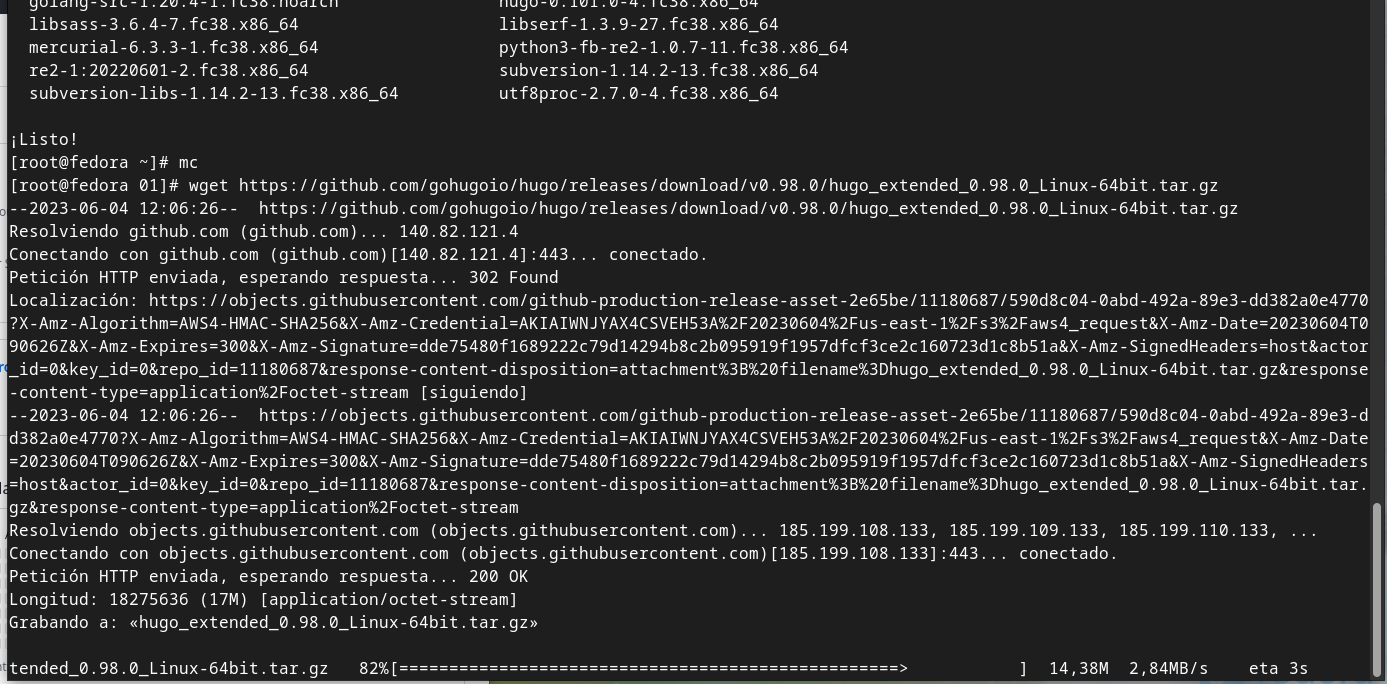 golang-src-1.20.4-1.fc38.noarch hugo-0.101.0-4.fc38.x86_64
libsass-3.6.4-7.fc38.x86_64 libserf-1.3.9-27.fc38.x86_64
mercurial-6.3.3-1.fc38.x86_64 python3-fb-re2-1.0.7-11.fc38.x86_64
re2-1:20220601-2.fc38.x86_64 subversion-1.14.2-13.fc38.x86_64
subversion-libs-1.14.2-13.fc38.x86_64 utf8proc-2.7.0-4.fc38.x86_64
¡Listo!
[root@fedora ~]# mc
[root@fedora 01]# wget https://github.com/gohugoio/hugo/releases/download/v0.98.0/hugo_extended_0.98.0_Linux-64bit.tar.gz
--2023-06-04 12:06:26-- https://github.com/gohugoio/hugo/releases/download/v0.98.0/hugo_extended_0.98.0_Linux-64bit.tar.gz
Resolviendo github.com (github.com)... 140.82.121.4
Conectando con github.com (github.com)[140.82.121.4]:443... conectado.
Petición HTTP enviada, esperando respuesta... 302 Found
Localización: https://objects.githubusercontent.com/github-production-release-asset-2e65be/11180687/590d8c04-0abd-492a-89e3-dd382a0e4770
?X-Amz-Algorithm=AWS4-HMAC-SHA256&X-Amz-Credential=AKIAIWNJYAX4CSVEH53A%2F20230604%2Fus-east-1%2Fs3%2Faws4_request&X-Amz-Date=20230604T0
90626Z&X-Amz-Expires=300&X-Amz-Signature=dde75480f1689222c79d14294b8c2b095919f1957dfcf3ce2c160723d1c8b51a&X-Amz-SignedHeaders=host&actor
_id=0&key_id=0&repo_id=11180687&response-content-disposition=attachment%3B%20filename%3Dhugo_extended_0.98.0_Linux-64bit.tar.gz&response
-content-type=application%2Foctet-stream [siguiendo]
--2023-06-04 12:06:26-- https://objects.githubusercontent.com/github-production-release-asset-2e65be/11180687/590d8c04-0abd-492a-89e3-d
d382a0e4770?X-Amz-Algorithm=AWS4-HMAC-SHA256&X-Amz-Credential=AKIAIWNJYAX4CSVEH53A%2F20230604%2Fus-east-1%2Fs3%2Faws4_request&X-Amz-Date
=20230604T090626Z&X-Amz-Expires=300&X-Amz-Signature=dde75480f1689222c79d14294b8c2b095919f1957dfcf3ce2c160723d1c8b51a&X-Amz-SignedHeaders
=host&actor_id=0&key_id=0&repo_id=11180687&response-content-disposition=attachment%3B%20filename%3Dhugo_extended_0.98.0_Linux-64bit.tar.
gz&response-content-type=application%2Foctet-stream
Resolviendo objects.githubusercontent.com (objects.githubusercontent.com)... 185.199.108.133, 185.199.109.133, 185.199.110.133, ...
Conectando con objects.githubusercontent.com (objects.githubusercontent.com)[185.199.108.133]:443... conectado.
Petición HTTP enviada, esperando respuesta... 200 OK
Longitud: 18275636 (17M) [application/octet-stream]
Grabando a: «hugo_extended_0.98.0_Linux-64bit.tar.gz»
tended_0.98.0_Linux-64bit.tar.gz 82%[==================================================> ] 14,38M 2,84MB/s eta 3s